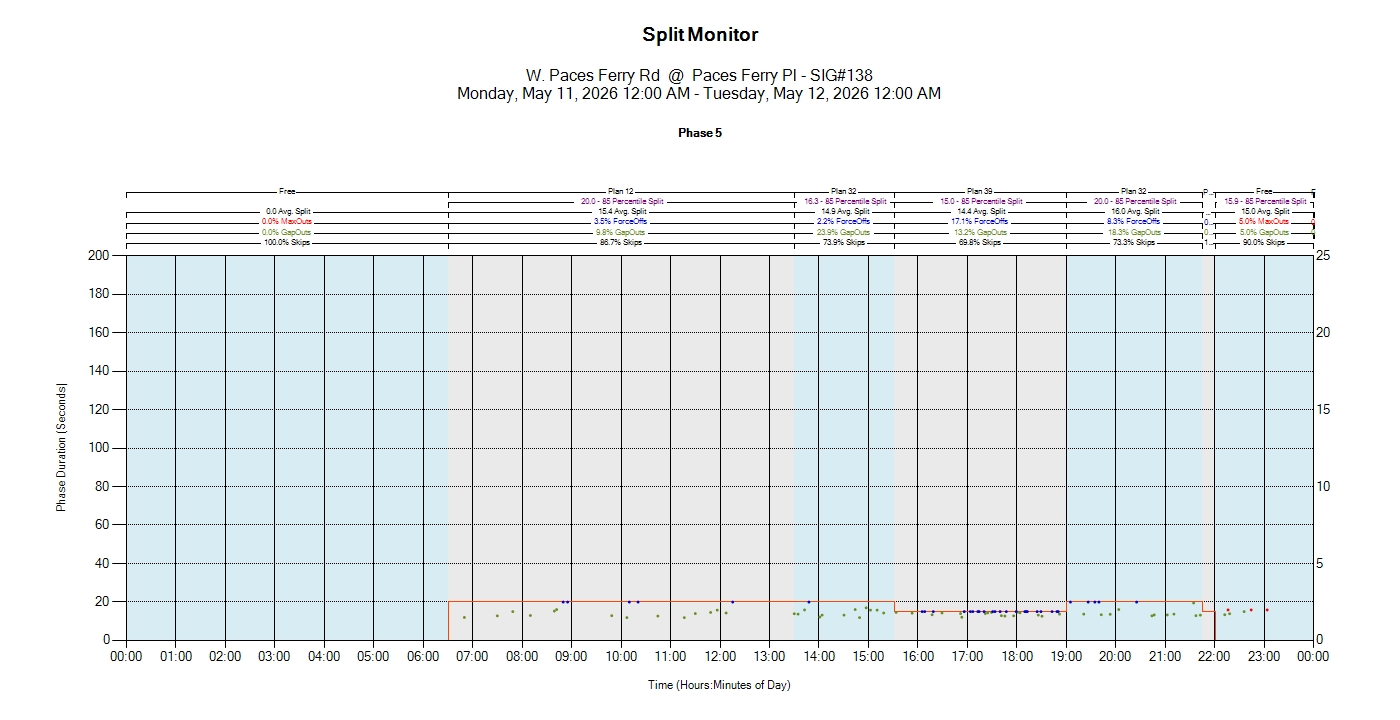 Split Monitor
W. Paces Ferry Rd @ Paces Ferry Pl - SIG#138
Monday, May 11, 2026 12:00 AM - Tuesday, May 12, 2026 12:00 AM
Phase 5
Free Plan 12 Plan 32 Plan 39 Plan 32 P... Free F
20.0 - 85 Percentile Split 16.3 - 85 Percentile Split 15.0 - 85 Percentile Split 20.0 - 85 Percentile Split 15.9 - 85 Percentile Split
0.0 Avg. Split 15.4 Avg. Split 14.9 Avg. Split 14.4 Avg. Split 16.0 Avg. Split 15.0 Avg. Split
0.0% MaxOuts 3.5% ForceOffs 2.2% ForceOffs 17.1% ForceOffs 8.3% ForceOffs 0... 5.0% MaxOuts
0.0% GapOuts 9.8% GapOuts 23.9% GapOuts 13.2% GapOuts 18.3% GapOuts 0... 5.0% GapOuts
100.0% Skips 86.7% Skips 73.9% Skips 69.8% Skips 73.3% Skips 1... 90.0% Skips
200 25
180
160 20
140
120 15
100
80 10
60
40 5
20
0 0
00:00 01:00 02:00 03:00 04:00 05:00 06:00 07:00 08:00 09:00 10:00 11:00 12:00 13:00 14:00 15:00 16:00 17:00 18:00 19:00 20:00 21:00 22:00 23:00 00:00
Phase Duration (Seconds)
Time (Hours:Minutes of Day)